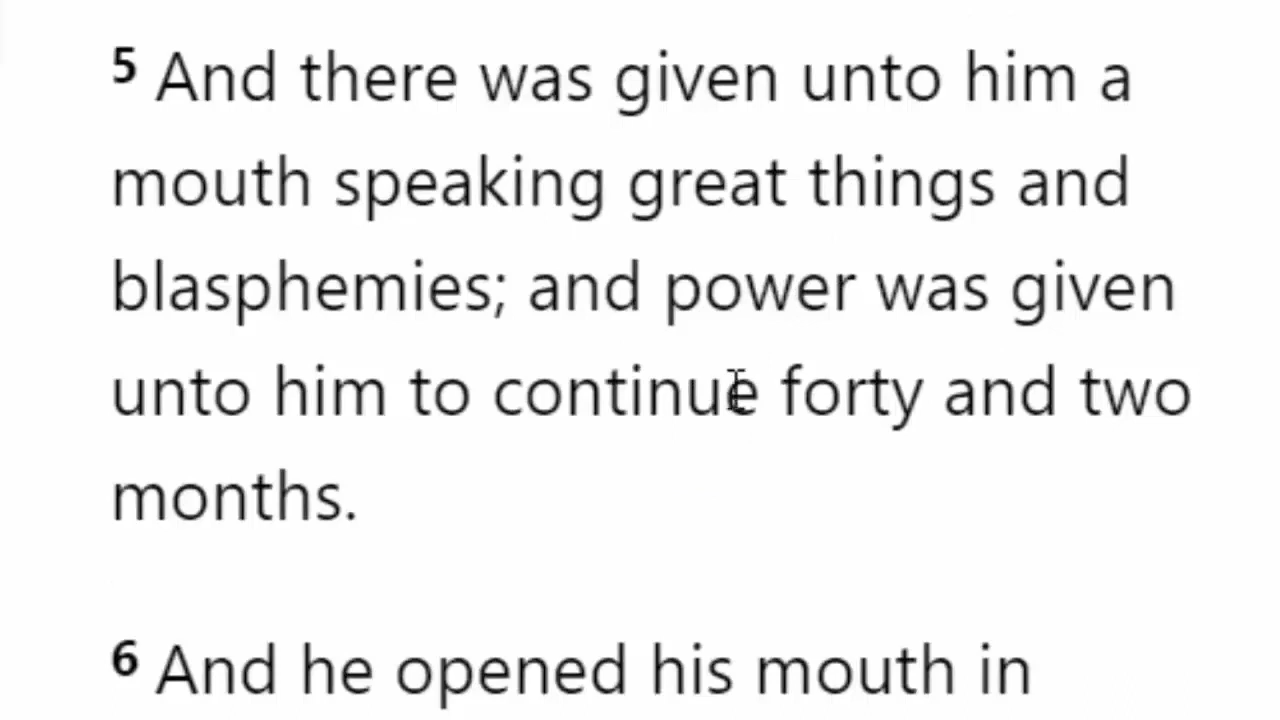 5 And there was given unto him a
mouth speaking great things and
blasphemies; and power was given
unto him to continue forty and two
months.
6 And he opened his mouth in